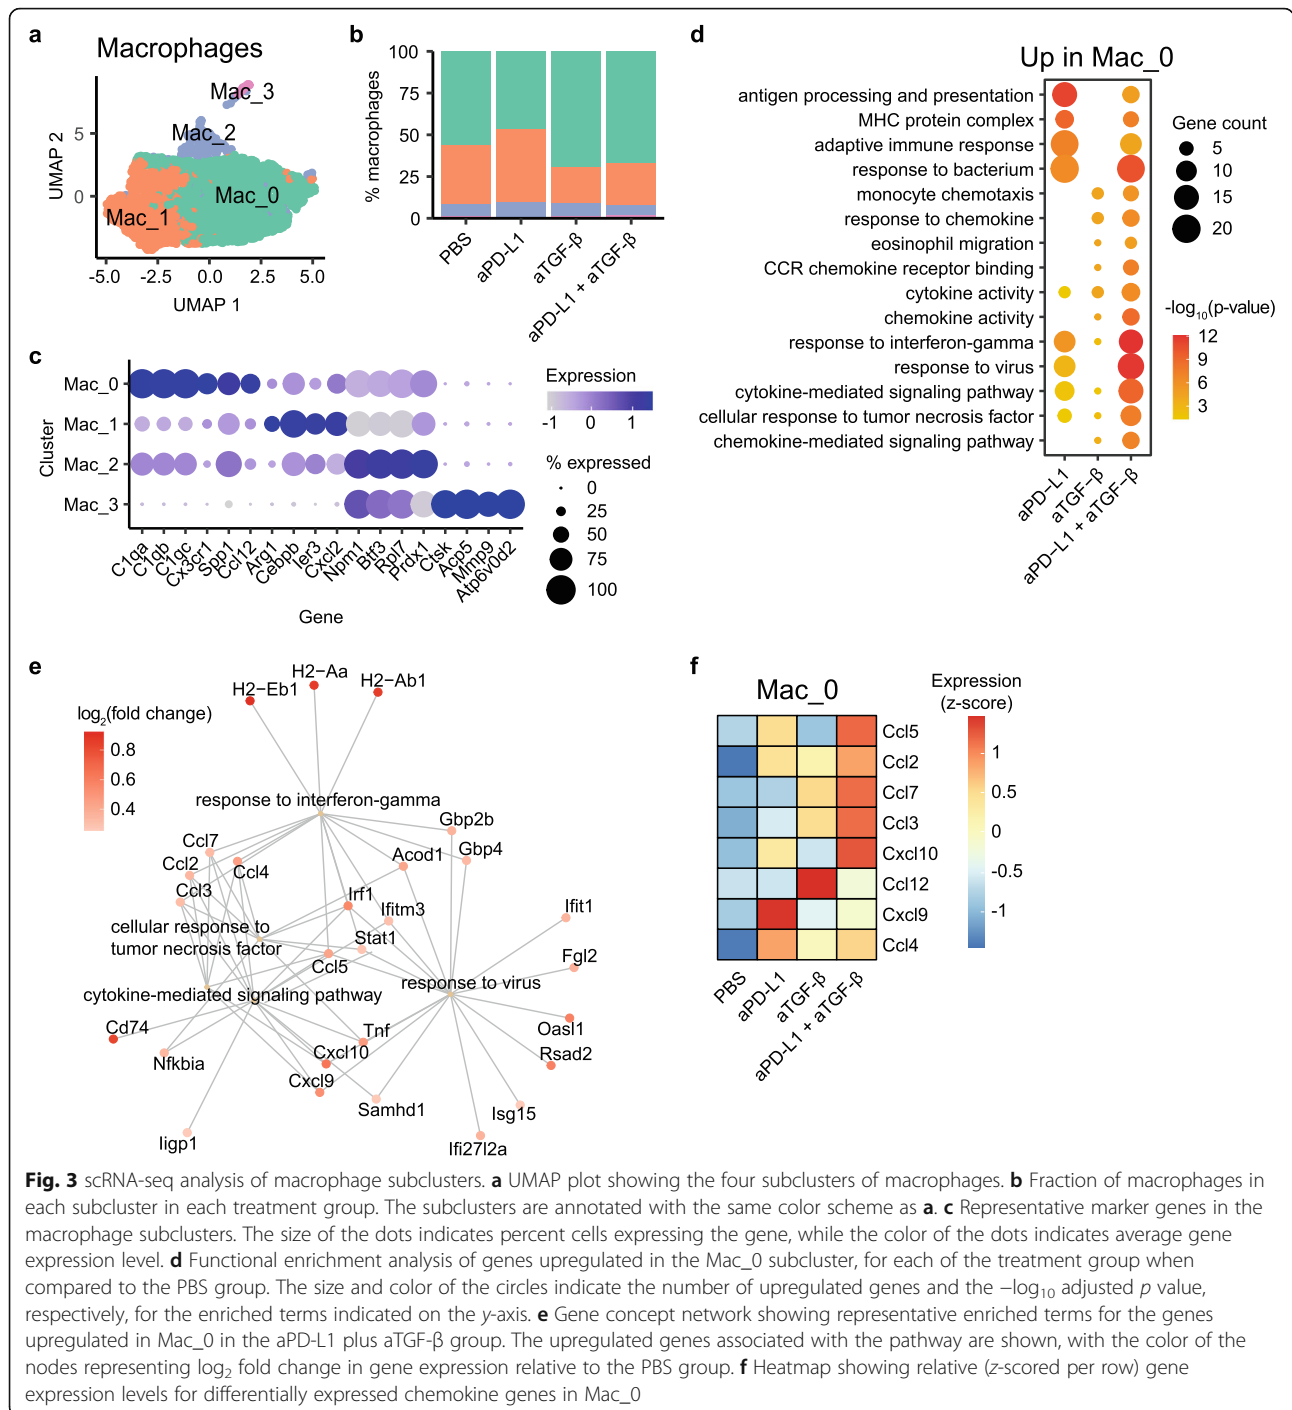 a
Macrophages
Mac_3
Mac_2
Mac_0
Mac_1
UMAP 2
5
0
-5.0 -2.5 0.0 2.5 5.0
UMAP 1
b
% macrophages
100
75
50
25
0
PBS
aPD-L1
aTGF-β
aPD-L1 + aTGF-β
c
Cluster
Mac_0
Mac_1
Mac_2
Mac_3
C1qa
C1qb
C1qc
Cx3cr1
Spp1
Ccl12
Arg1
Cebpb
Ier3
Cxcl2
Npm1
Btf3
Rpl7
Prdx1
Ctsk
Acp5
Mmp9
Atp6v0d2
Gene
Expression
-1 0 1
% expressed
0
25
50
75
100
d
Up in Mac_0
antigen processing and presentation
MHC protein complex
adaptive immune response
response to bacterium
monocyte chemotaxis
response to chemokine
eosinophil migration
CCR chemokine receptor binding
cytokine activity
chemokine activity
response to interferon-gamma
response to virus
cytokine-mediated signaling pathway
cellular response to tumor necrosis factor
chemokine-mediated signaling pathway
aPD−L1
aTGF−β
aPD−L1 + aTGF−β
Gene count
5
10
15
20
-log10(p-value)
12
9
6
3
e
log2(fold change)
0.8
0.6
0.4
H2−Eb1
H2−Aa
H2−Ab1
response to interferon-gamma
Gbp2b
Gbp4
Ccl7
Ccl2
Ccl4
Ccl3
Acod1
Irf1
Ifitm3
Ifit1
cellular response to
tumor necrosis factor
Stat1
Ccl5
Fgl2
response to virus
cytokine-mediated signaling pathway
Cd74
Nfkbia
Tnf
Cxcl10
Cxcl9
Oasl1
Rsad2
Samhd1
Isg15
Iigp1
Ifi27l2a
f
Mac_0
Ccl5
Ccl2
Ccl7
Ccl3
Cxcl10
Ccl12
Cxcl9
Ccl4
PBS
aPD-L1
aTGF-β
aPD-L1 + aTGF-β
Expression
(z-score)
1
0.5
0
-0.5
-1
Fig. 3 scRNA-seq analysis of macrophage subclusters. a UMAP plot showing the four subclusters of macrophages. b Fraction of macrophages in
each subcluster in each treatment group. The subclusters are annotated with the same color scheme as a. c Representative marker genes in the
macrophage subclusters. The size of the dots indicates percent cells expressing the gene, while the color of the dots indicates average gene
expression level. d Functional enrichment analysis of genes upregulated in the Mac_0 subcluster, for each of the treatment group when
compared to the PBS group. The size and color of the circles indicate the number of upregulated genes and the −log10 adjusted p value,
respectively, for the enriched terms indicated on the y-axis. e Gene concept network showing representative enriched terms for the genes
upregulated in Mac_0 in the aPD-L1 plus aTGF-β group. The upregulated genes associated with the pathway are shown, with the color of the
nodes representing log2 fold change in gene expression relative to the PBS group. f Heatmap showing relative (z-scored per row) gene
expression levels for differentially expressed chemokine genes in Mac_0